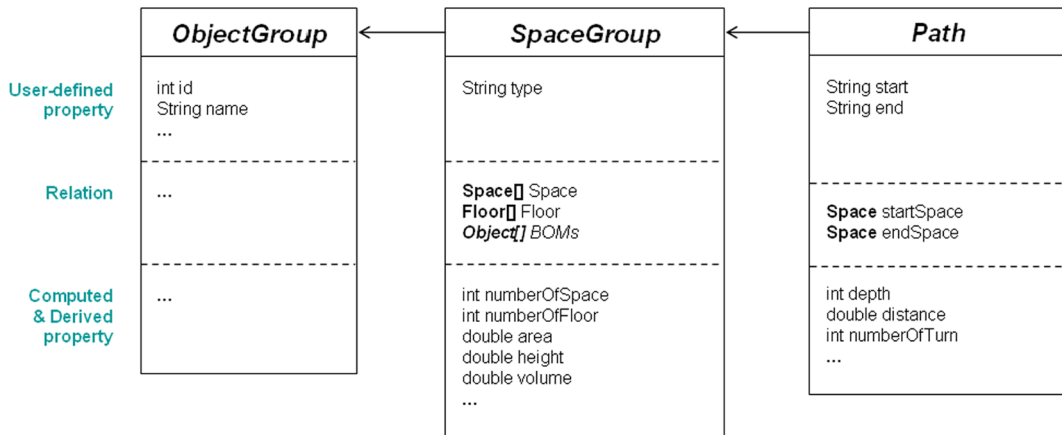 ObjectGroup
SpaceGroup
Path
User-defined
property
int id
String name
...
String type
String start
String end
Relation
...
Space[] Space
Floor[] Floor
Object[] BOMs
Space startSpace
Space endSpace
Computed
& Derived
property
...
int numberOfSpace
int numberOfFloor
double area
double height
double volume
...
int depth
double distance
int numberOfTurn
...